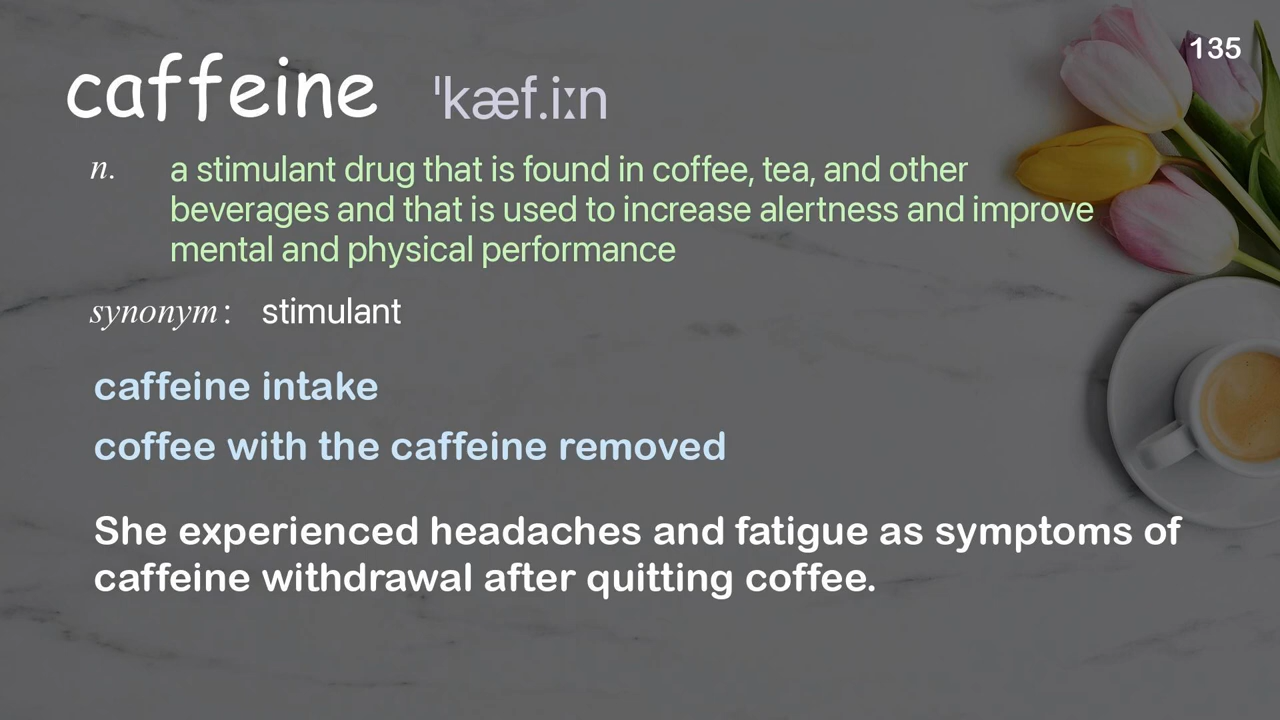 135
caffeine ˈkæf.iːn
n. a stimulant drug that is found in coffee, tea, and other
beverages and that is used to increase alertness and improve
mental and physical performance
synonym: stimulant
caffeine intake
coffee with the caffeine removed
She experienced headaches and fatigue as symptoms of
caffeine withdrawal after quitting coffee.